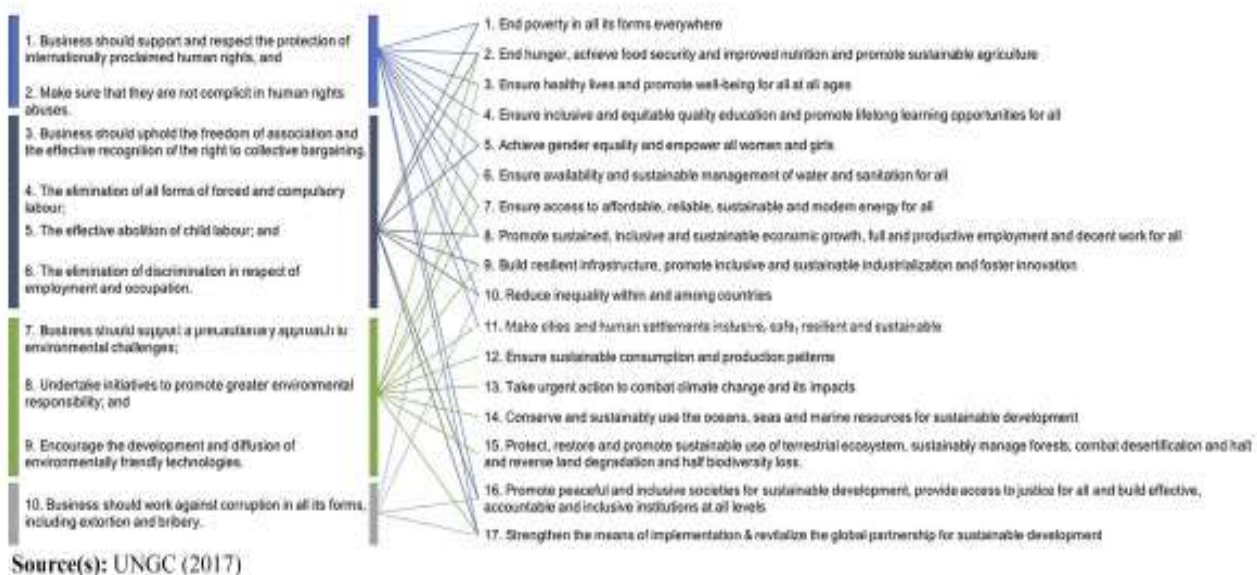 1. Business should support and respect the protection of
internationally proclaimed human rights, and
2. Make sure that they are not complicit in human rights
abuses.
3. Business should uphold the freedom of association and
the effective recognition of the right to collective bargaining.
4. The elimination of all forms of forced and compulsory
labour;
5. The effective abolition of child labour; and
6. The elimination of discrimination in respect of
employment and occupation.
7. Business should support a precautionary approach to
environmental challenges;
8. Undertake initiatives to promote greater environmental
responsibility; and
9. Encourage the development and diffusion of
environmentally friendly technologies.
10. Business should work against corruption in all its forms,
including extortion and bribery.
1. End poverty in all its forms everywhere
2. End hunger, achieve food security and improved nutrition and promote sustainable agriculture
3. Ensure healthy lives and promote well-being for all at all ages
4. Ensure inclusive and equitable quality education and promote lifelong learning opportunities for all
5. Achieve gender equality and empower all women and girls
6. Ensure availability and sustainable management of water and sanitation for all
7. Ensure access to affordable, reliable, sustainable and modern energy for all
8. Promote sustained, inclusive and sustainable economic growth, full and productive employment and decent work for all
9. Build resilient infrastructure, promote inclusive and sustainable industrialization and foster innovation
10. Reduce inequality within and among countries
11. Make cities and human settlements inclusive, safe, resilient and sustainable
12. Ensure sustainable consumption and production patterns
13. Take urgent action to combat climate change and its impacts
14. Conserve and sustainably use the oceans, seas and marine resources for sustainable development
15. Protect, restore and promote sustainable use of terrestrial ecosystem, sustainably manage forests, combat desertification and halt
and reverse land degradation and half biodiversity loss.
16. Promote peaceful and inclusive societies for sustainable development, provide access to justice for all and build effective,
accountable and inclusive institutions at all levels
17. Strengthen the means of implementation & revitalize the global partnership for sustainable development
Source(s): UNGC (2017)